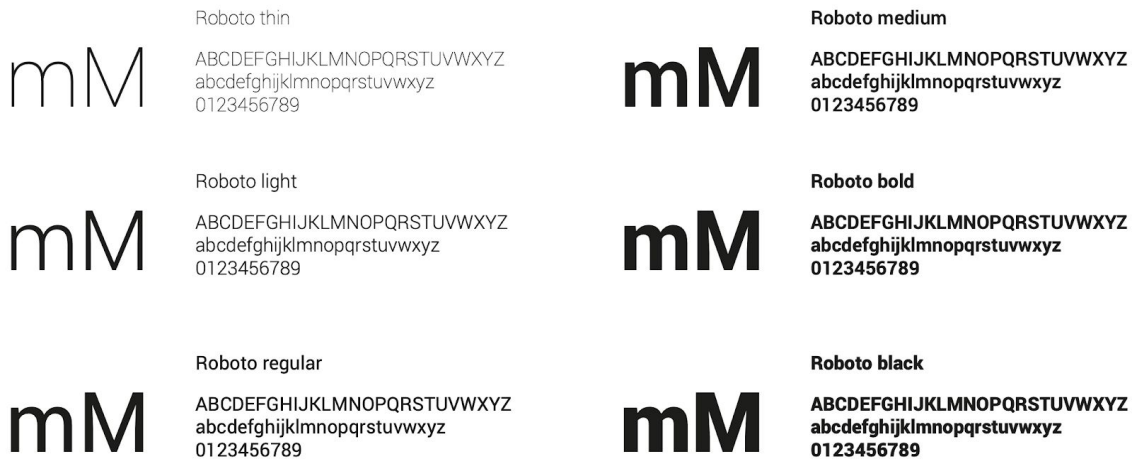 Roboto thin
mM
ABCDEFGHIJKLMNOPQRSTUVWXYZ
abcdefghijklmnopqrstuvwxyz
0123456789
Roboto light
mM
ABCDEFGHIJKLMNOPQRSTUVWXYZ
abcdefghijklmnopqrstuvwxyz
0123456789
Roboto regular
mM
ABCDEFGHIJKLMNOPQRSTUVWXYZ
abcdefghijklmnopqrstuvwxyz
0123456789
Roboto medium
mM
ABCDEFGHIJKLMNOPQRSTUVWXYZ
abcdefghijklmnopqrstuvwxyz
0123456789
Roboto bold
mM
ABCDEFGHIJKLMNOPQRSTUVWXYZ
abcdefghijklmnopqrstuvwxyz
0123456789
Roboto black
mM
ABCDEFGHIJKLMNOPQRSTUVWXYZ
abcdefghijklmnopqrstuvwxyz
0123456789